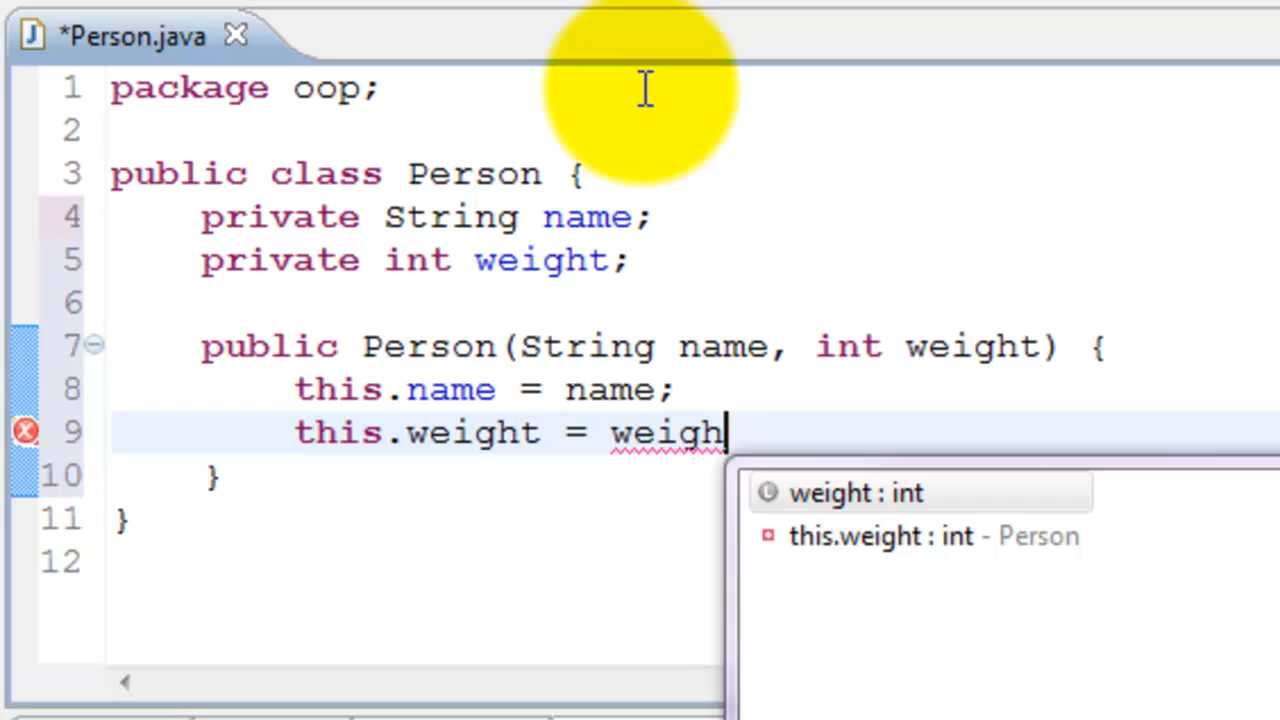 *Person.java
1 package oop;
2
3 public class Person {
4 private String name;
5 private int weight;
6
7 public Person(String name, int weight) {
8 this.name = name;
9 this.weight = weigh
10 }
11 }
12
weight : int
this.weight : int - Person